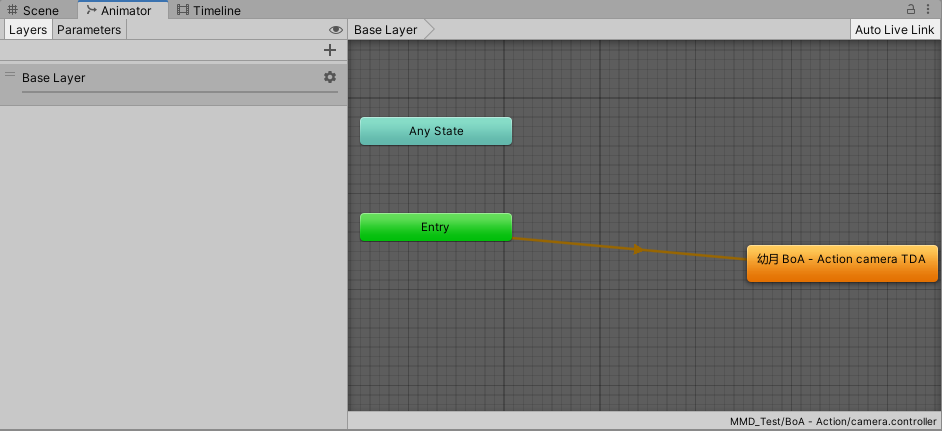 Scene
Animator
Timeline
Layers
Parameters
Base Layer
Auto Live Link
Base Layer
Any State
Entry
幼月 BoA - Action camera TDA
MMD_Test/BoA - Action/camera.controller